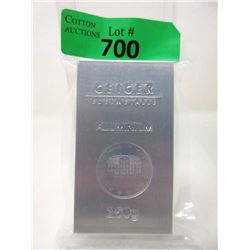 COTTON
AUCTIONS
Lot #
700
GEIGER
ALUMINIUM
250g